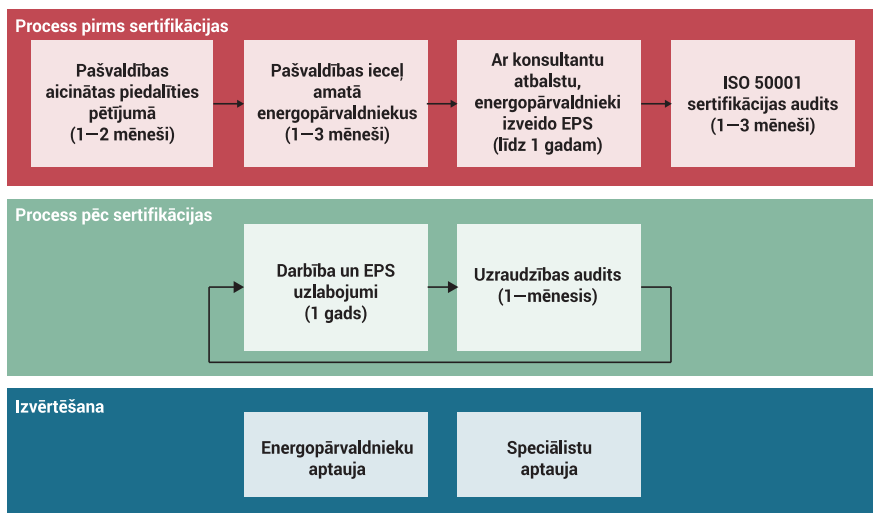 Process pirms sertifikācijas
Pašvaldības
aicinātas piedalīties
pētījumā
(1—2 mēneši)
Pašvaldības ieceļ
amatā
energopārvaldniekus
(1—3 mēneši)
Ar konsultantu
atbalstu,
energopārvaldnieki
izveido EPS
(līdz 1 gadam)
ISO 50001
sertifikācijas audits
(1—3 mēneši)
Process pēc sertifikācijas
Darbība un EPS
uzlabojumi
(1 gads)
Uzraudzības audits
(1—mēnesis)
Izvērtēšana
Energopārvaldnieku
aptauja
Speciālistu
aptauja